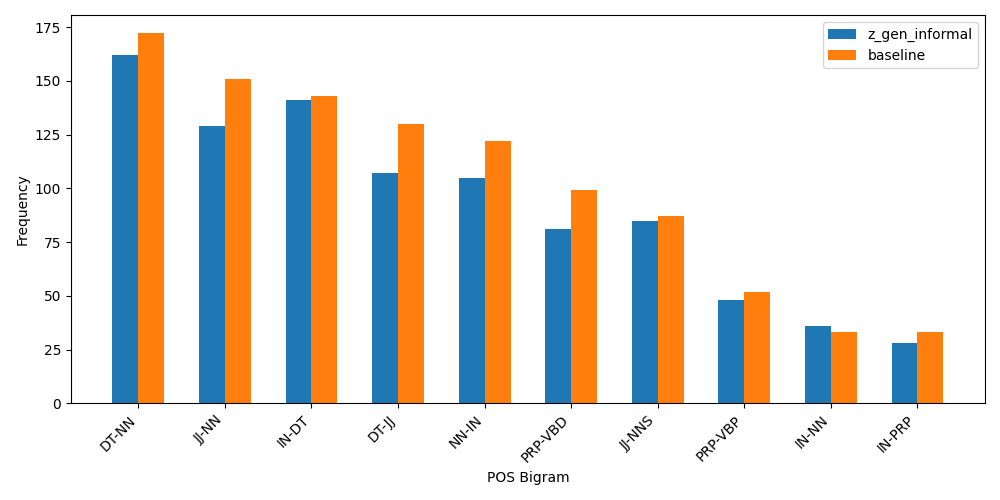 z_gen_informal
baseline
Frequency
175
150
125
100
75
50
25
0
DT-NN
JJ-NN
IN-DT
DT-JJ
NN-IN
PRP-VBD
JJ-NNS
PRP-VBP
IN-NN
IN-PRP
POS Bigram